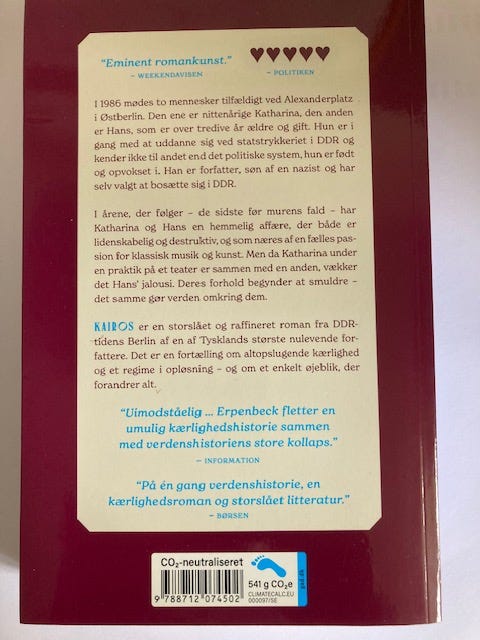 “Eminent romankunst.”
– WEEKENDAVISEN
♥♥♥♥♥
– POLITIKEN
I 1986 mødes to mennesker tilfældigt ved Alexanderplatz
i Østberlin. Den ene er nittenårige Katharina, den anden
er Hans, som er over tredive år ældre og gift. Hun er i
gang med at uddanne sig ved statstrykkeriet i DDR og
kender ikke til andet end det politiske system, hun er født
og opvokset i. Han er forfatter, søn af en nazist og har
selv valgt at bosætte sig i DDR.
I årene, der følger – de sidste før murens fald – har
Katharina og Hans en hemmelig affære, der både er
lidenskabelig og destruktiv, og som næres af en fælles pas-
sion for klassisk musik og kunst. Men da Katharina under
en praktik på et teater er sammen med en anden, vækker
det Hans’ jalousi. Deres forhold begynder at smuldre –
det samme gør verden omkring dem.
KAIROS er en storslået og raffineret roman fra DDR-
tidens Berlin af en af Tysklands største nulevende for-
fattere. Det er en fortælling om altopslugende kærlighed
og et regime i opløsning – og om et enkelt øjeblik, der
forandrer alt.
“Uimodståelig ... Erpenbeck fletter en
umulig kærlighedshistorie sammen
med verdenshistoriens store kollaps.”
– INFORMATION
“På én gang verdenshistorie, en
kærlighedsroman og storslået litteratur.”
– BØRSEN
CO₂-neutraliseret
9 788712 074502
541 g CO₂e
CLIMATECALC.EU
000097/SE
gad.dk